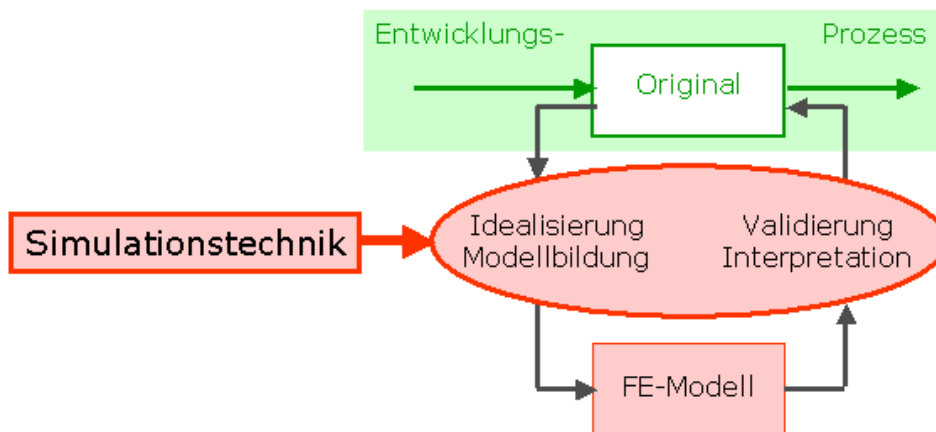 Entwicklungs- Prozess
Original
Simulationstechnik
Idealisierung
Modellbildung
Validierung
Interpretation
FE-Modell